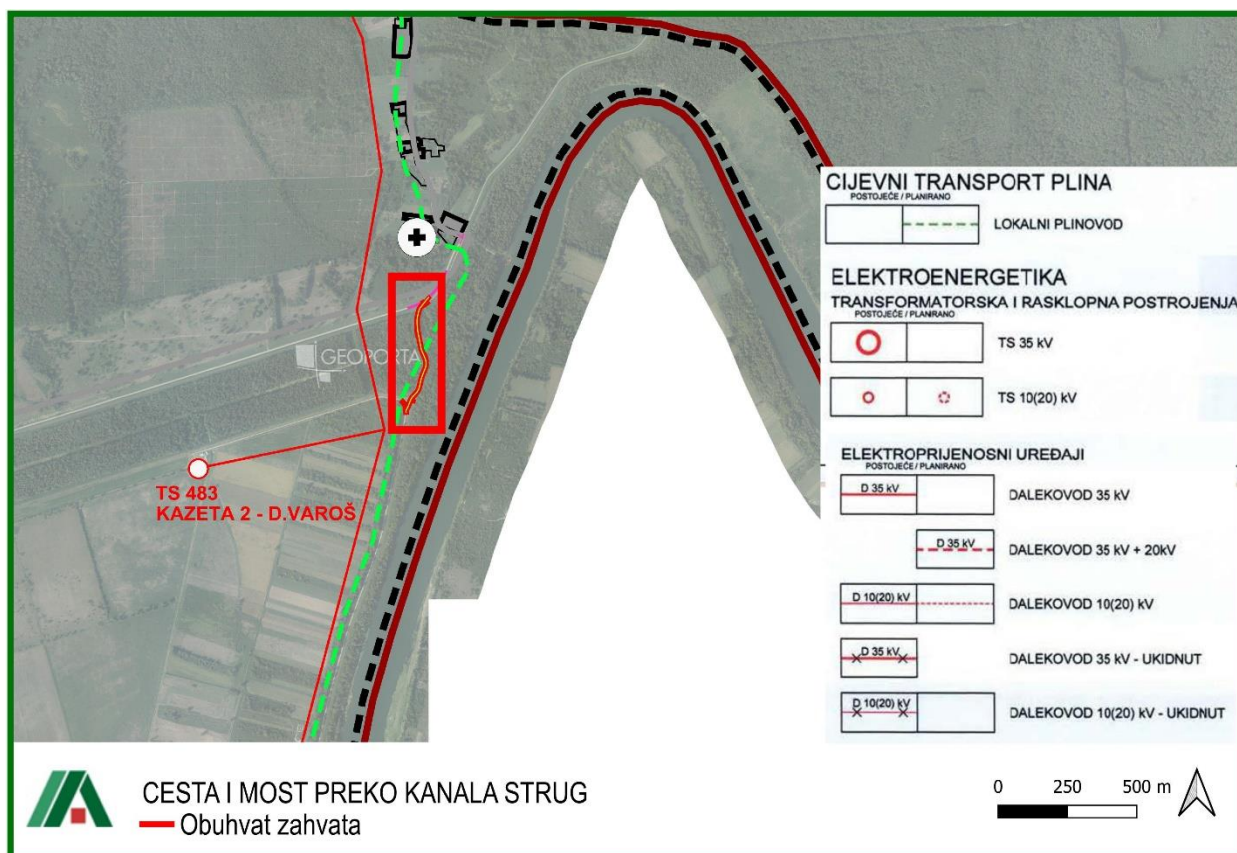 GEOPORTA
TS 483
KAZETA 2 - D.VAROŠ
CIJEVNI TRANSPORT PLINA
POSTOJEĆE / PLANIRANO
LOKALNI PLINOVOD
ELEKTROENERGETIKA
TRANSFORMATORSKA I RASKLOPNA POSTROJENJA
POSTOJEĆE / PLANIRANO
TS 35 kV
TS 10(20) kV
ELEKTROPRIJENOSNI UREĐAJI
POSTOJEĆE / PLANIRANO
D 35 kV
DALEKOVOD 35 kV
D 35 kV
DALEKOVOD 35 kV + 20kV
D 10(20) kV
DALEKOVOD 10(20) kV
D 35 kV
DALEKOVOD 35 kV - UKIDNUT
D 10(20) kV
DALEKOVOD 10(20) kV - UKIDNUT
CESTA I MOST PREKO KANALA STRUG
Obuhvat zahvata
0 250 500 m